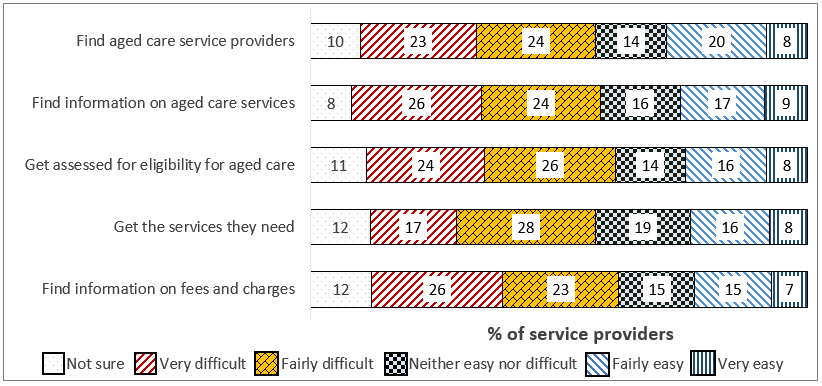 Find aged care service providers 10 23 24 14 20 8
Find information on aged care services 8 26 24 16 17 9
Get assessed for eligibility for aged care 11 24 26 14 16 8
Get the services they need 12 17 28 19 16 8
Find information on fees and charges 12 26 23 15 15 7
% of service providers
Not sure Very difficult Fairly difficult Neither easy nor difficult Fairly easy Very easy